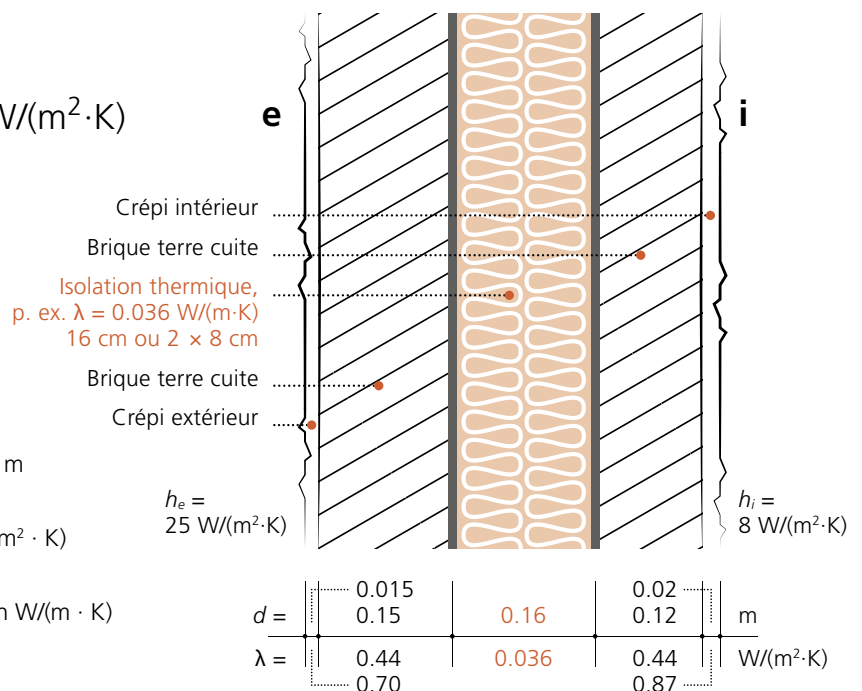 W/(m²·K)
e
i
Crépi intérieur
Brique terre cuite
Isolation thermique,
p. ex. λ = 0.036 W/(m·K)
16 cm ou 2 × 8 cm
Brique terre cuite
Crépi extérieur
m
m² · K)
W/(m · K)
hₑ =
25 W/(m²·K)
hᵢ =
8 W/(m²·K)
0.015 0.02
d = 0.15 0.16 0.12 m
λ = 0.44 0.036 0.44 W/(m²·K)
0.70 0.87